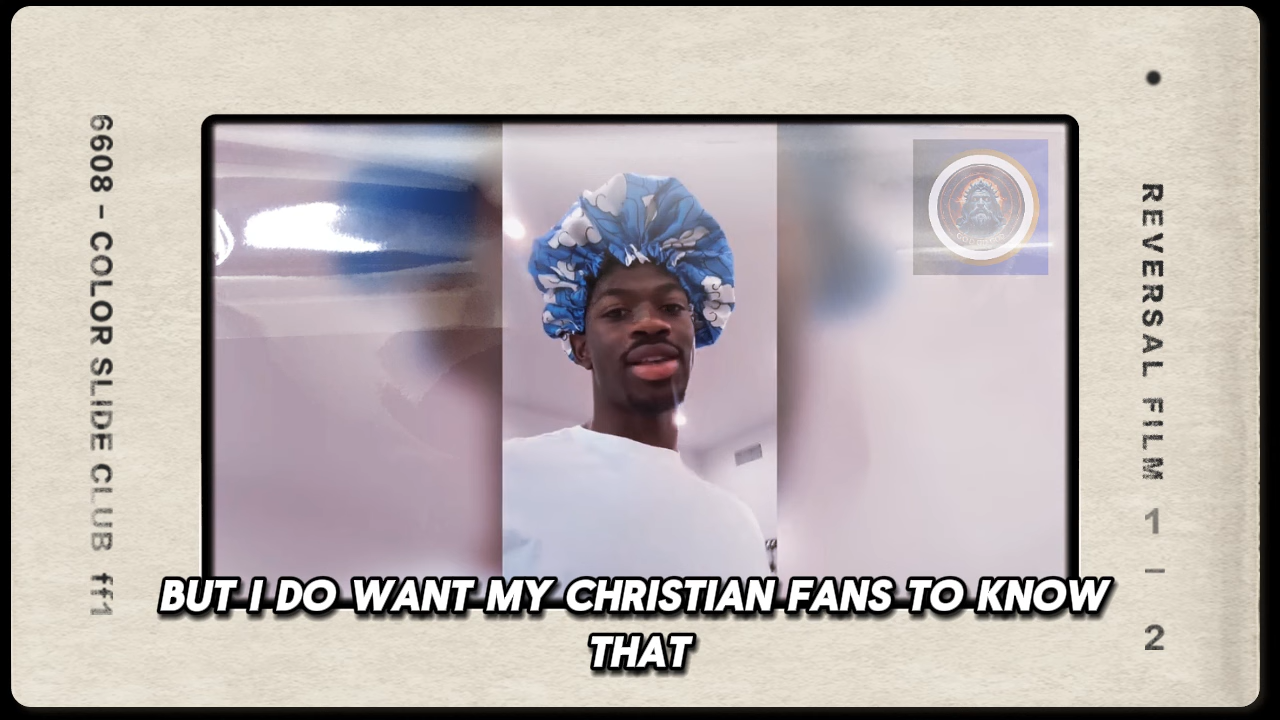 6608 - COLOR SLIDE CLUB ff1
REVERSAL FILM 1 - 2
BUT I DO WANT MY CHRISTIAN FANS TO KNOW
THAT